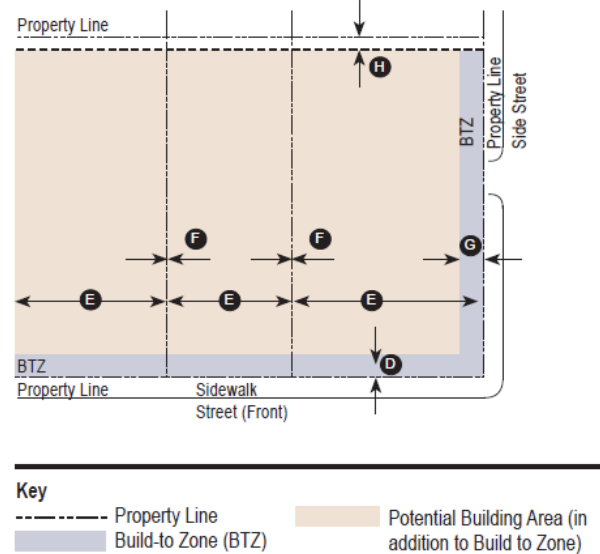 Property Line
H
BTZ
Property Line
Side Street
F
F
G
E
E
E
D
BTZ
Property Line
Sidewalk
Street (Front)
Key
Property Line
Build-to Zone (BTZ)
Potential Building Area (in
addition to Build to Zone)